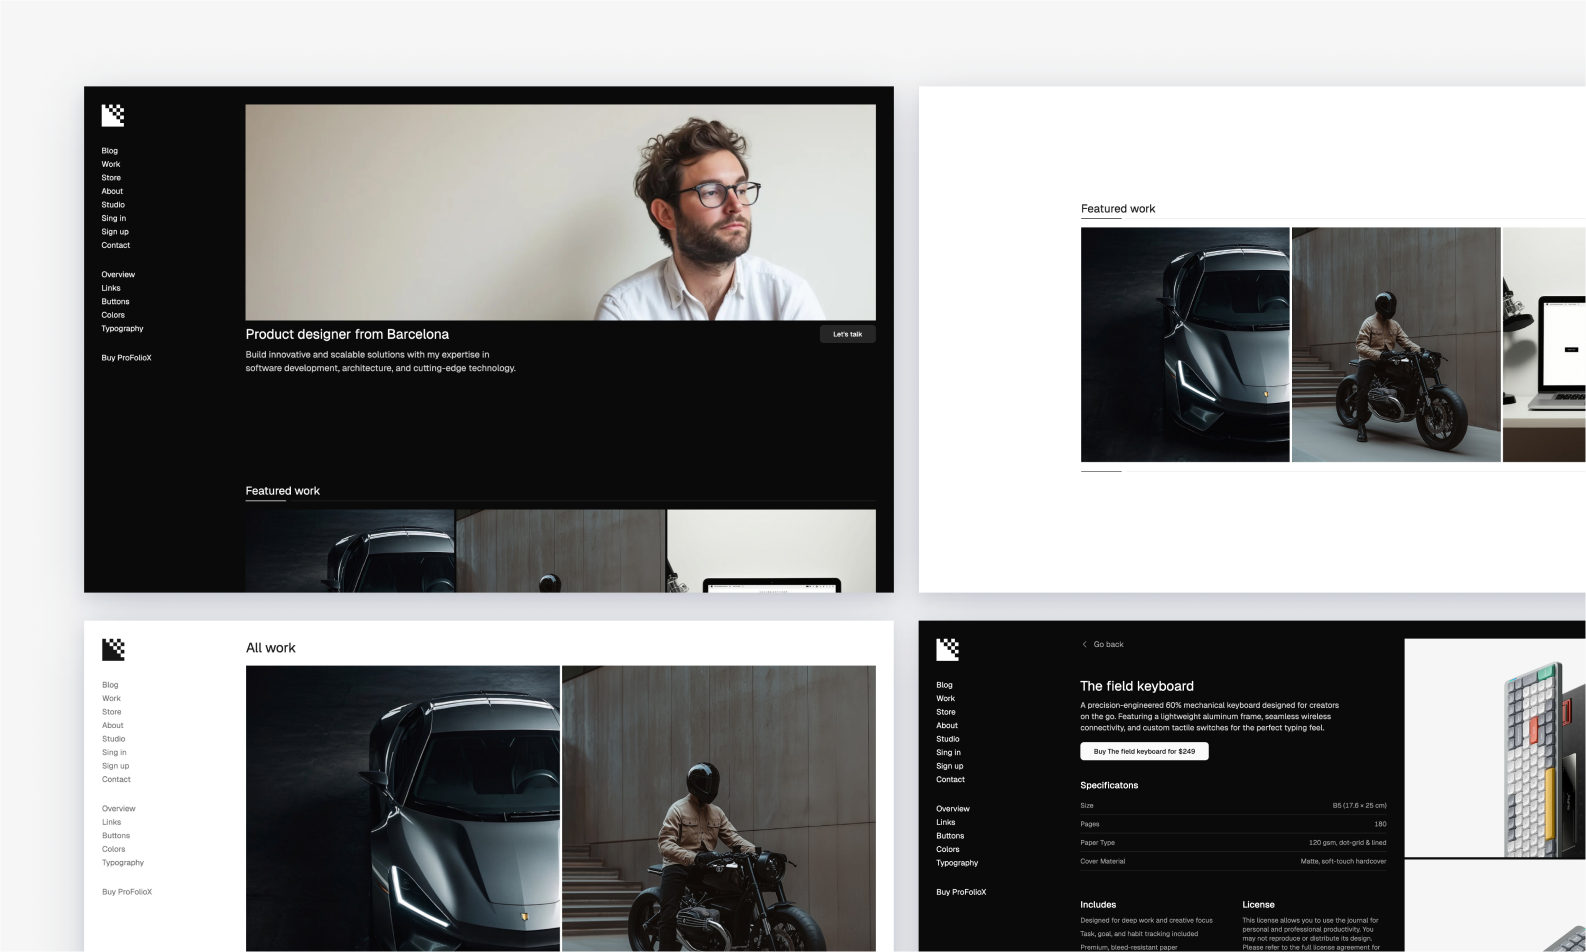 Blog
Work
Store
About
Studio
Sing in
Sign up
Contact
Overview
Links
Buttons
Colors
Typography
Buy ProFolioX
Product designer from Barcelona
Let's talk
Build innovative and scalable solutions with my expertise in
software development, architecture, and cutting-edge technology.
Featured work
Featured work
All work
Blog
Work
Store
About
Studio
Sing in
Sign up
Contact
Overview
Links
Buttons
Colors
Typography
Buy ProFolioX
Blog
Work
Store
About
Studio
Sing in
Sign up
Contact
Overview
Links
Buttons
Colors
Typography
Buy ProFolioX
Go back
The field keyboard
A precision-engineered 60% mechanical keyboard designed for creators
on the go. Featuring a lightweight aluminum frame, seamless wireless
connectivity, and custom tactile switches for the perfect typing feel.
Buy The field keyboard for $249
Specificatons
Size B5 (17.6 × 25 cm)
Pages 180
Paper Type 120 gsm, dot-grid & lined
Cover Material Matte, soft-touch hardcover
Includes
Designed for deep work and creative focus
Task, goal, and habit tracking included
Premium, bleed-resistant paper
License
This license allows you to use the journal for
personal and professional productivity. You
may not reproduce or distribute its design.
Please refer to the full license agreement for